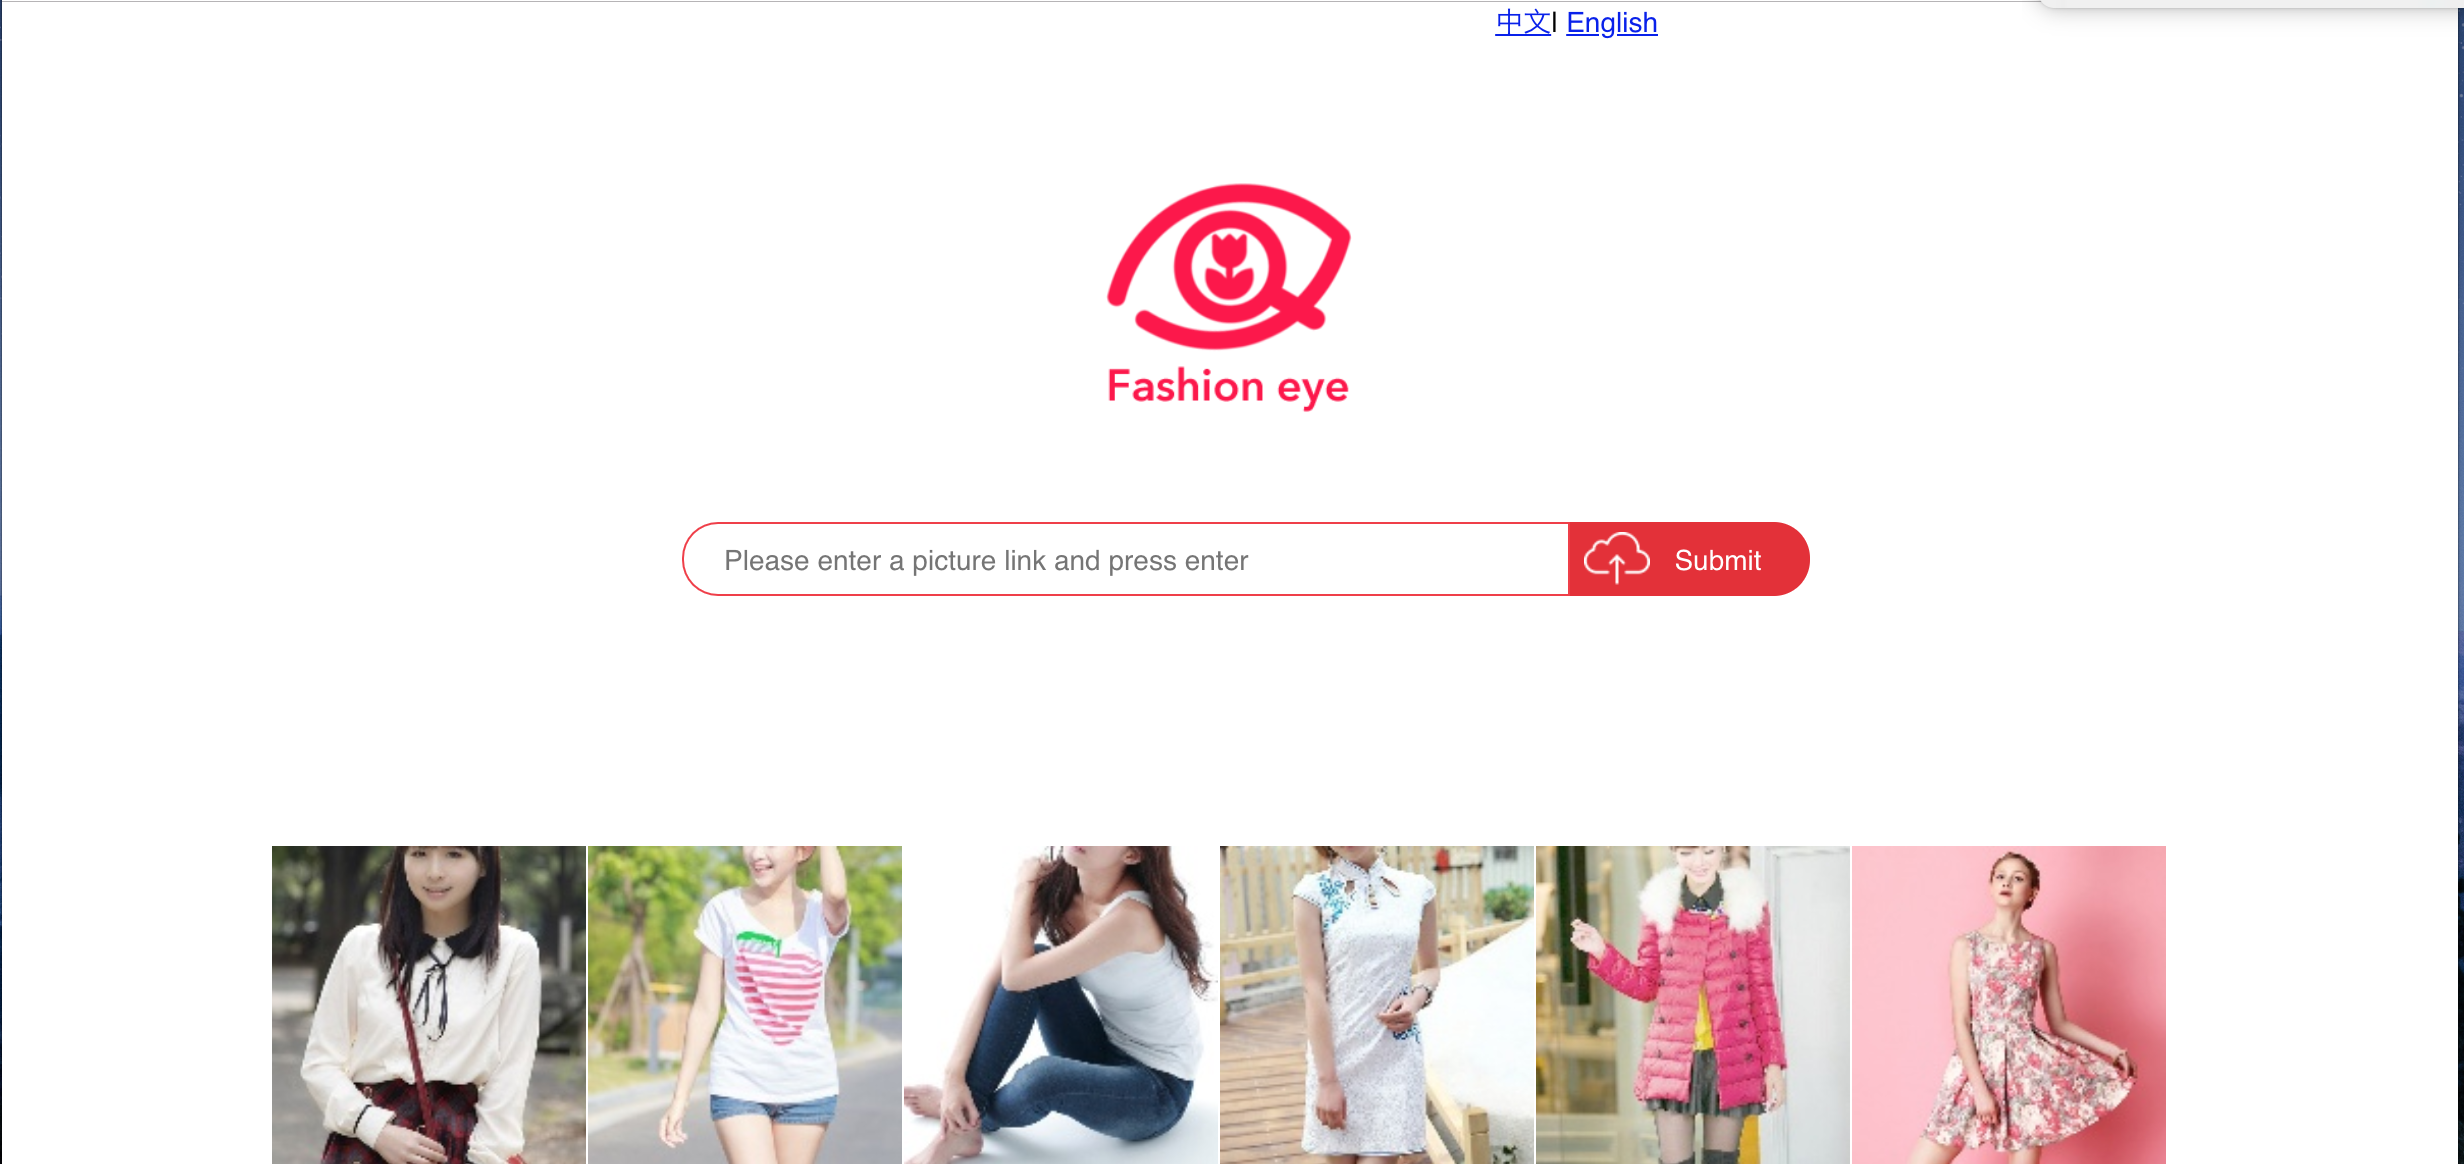 中文| English
Fashion eye
Please enter a picture link and press enter
Submit